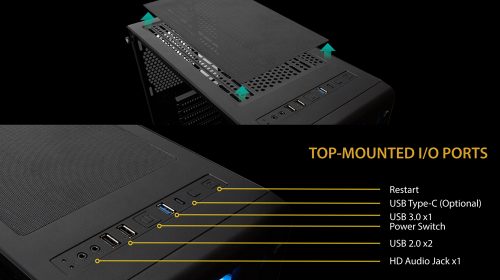 TOP-MOUNTED I/O PORTS
Restart
USB Type-C (Optional)
USB 3.0 x1
Power Switch
USB 2.0 x2
HD Audio Jack x1